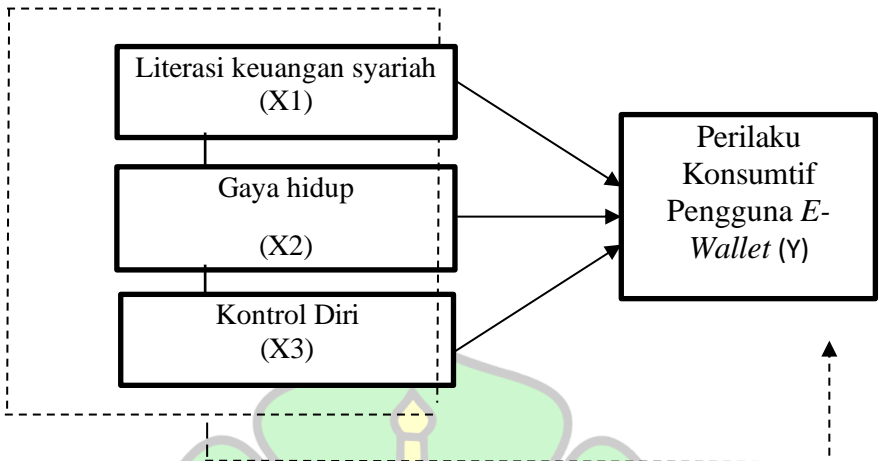 Literasi keuangan syariah
(X1)
Gaya hidup
(X2)
Kontrol Diri
(X3)
Perilaku
Konsumtif
Pengguna E-
Wallet (Y)